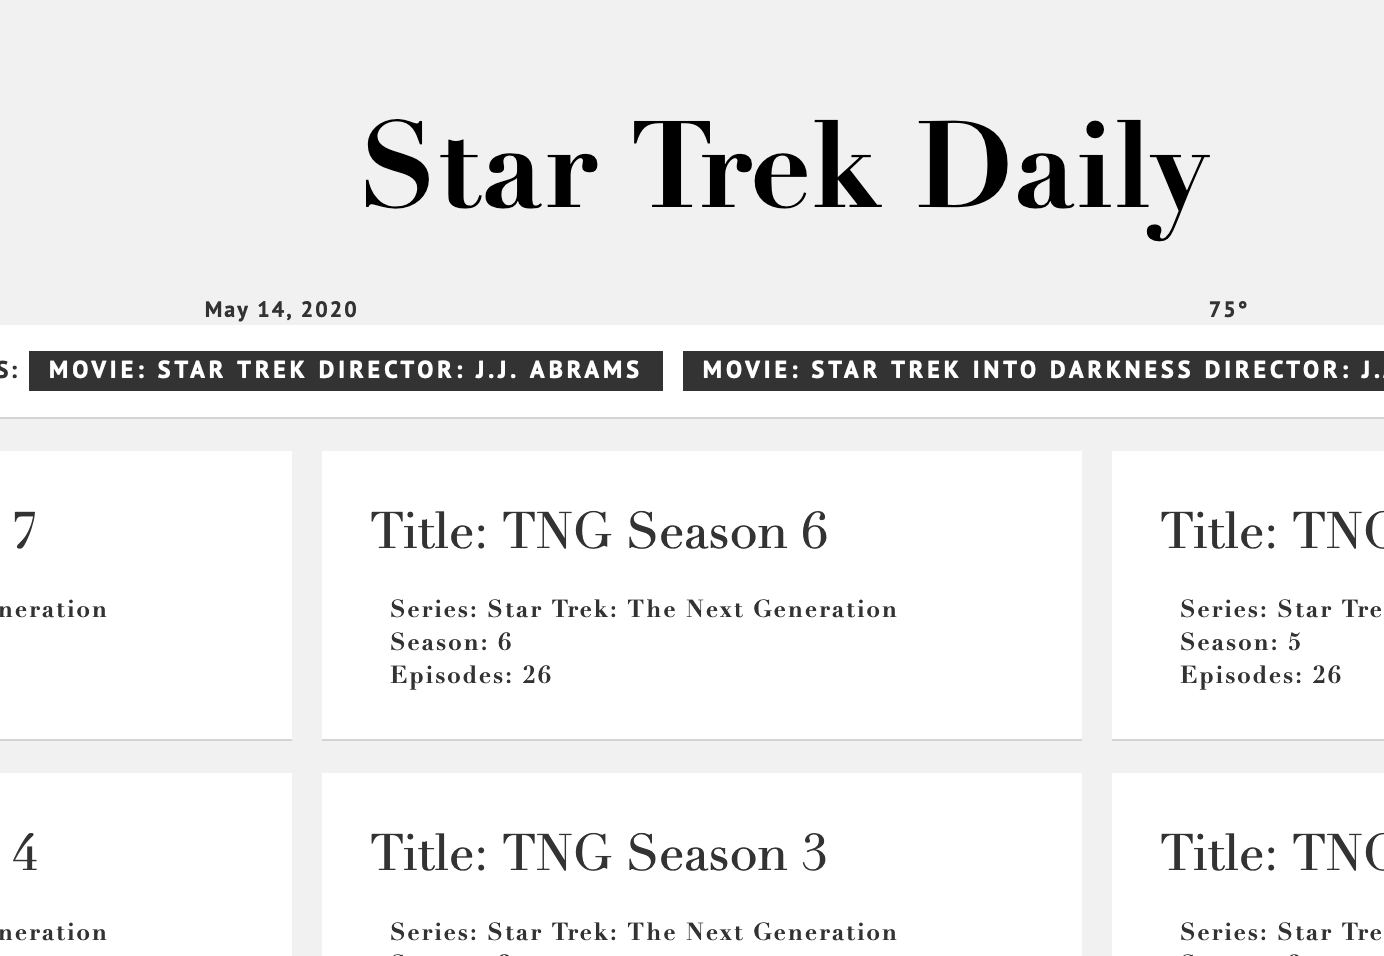 Star Trek Daily
May 14, 2020
75°
S: MOVIE: STAR TREK DIRECTOR: J.J. ABRAMS MOVIE: STAR TREK INTO DARKNESS DIRECTOR: J.
7
neration
Title: TNG Season 6
Series: Star Trek: The Next Generation
Season: 6
Episodes: 26
Title: TNG
Series: Star Tre
Season: 5
Episodes: 26
4
neration
Title: TNG Season 3
Series: Star Trek: The Next Generation
Title: TNG
Series: Star Tre